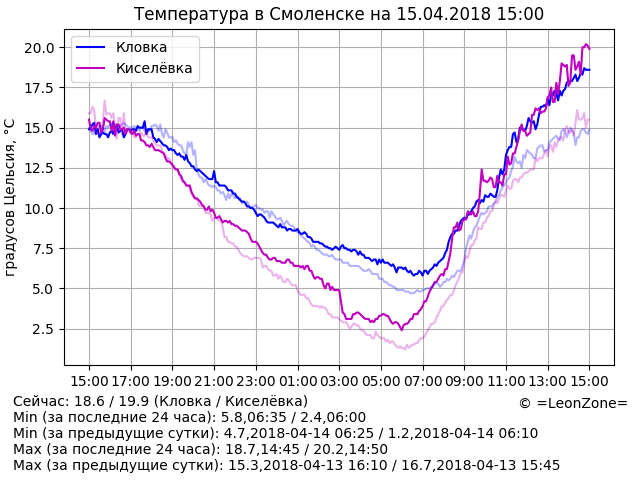 Температура в Смоленске на 15.04.2018 15:00
градусов Цельсия, °C
20.0
17.5
15.0
12.5
10.0
7.5
5.0
2.5
Кловка
Киселёвка
15:00 17:00 19:00 21:00 23:00 01:00 03:00 05:00 07:00 09:00 11:00 13:00 15:00
Сейчас: 18.6 / 19.9 (Кловка / Киселёвка)
© =LeonZone=
Min (за последние 24 часа): 5.8,06:35 / 2.4,06:00
Min (за предыдущие сутки): 4.7,2018-04-14 06:25 / 1.2,2018-04-14 06:10
Max (за последние 24 часа): 18.7,14:45 / 20.2,14:50
Max (за предыдущие сутки): 15.3,2018-04-13 16:10 / 16.7,2018-04-13 15:45